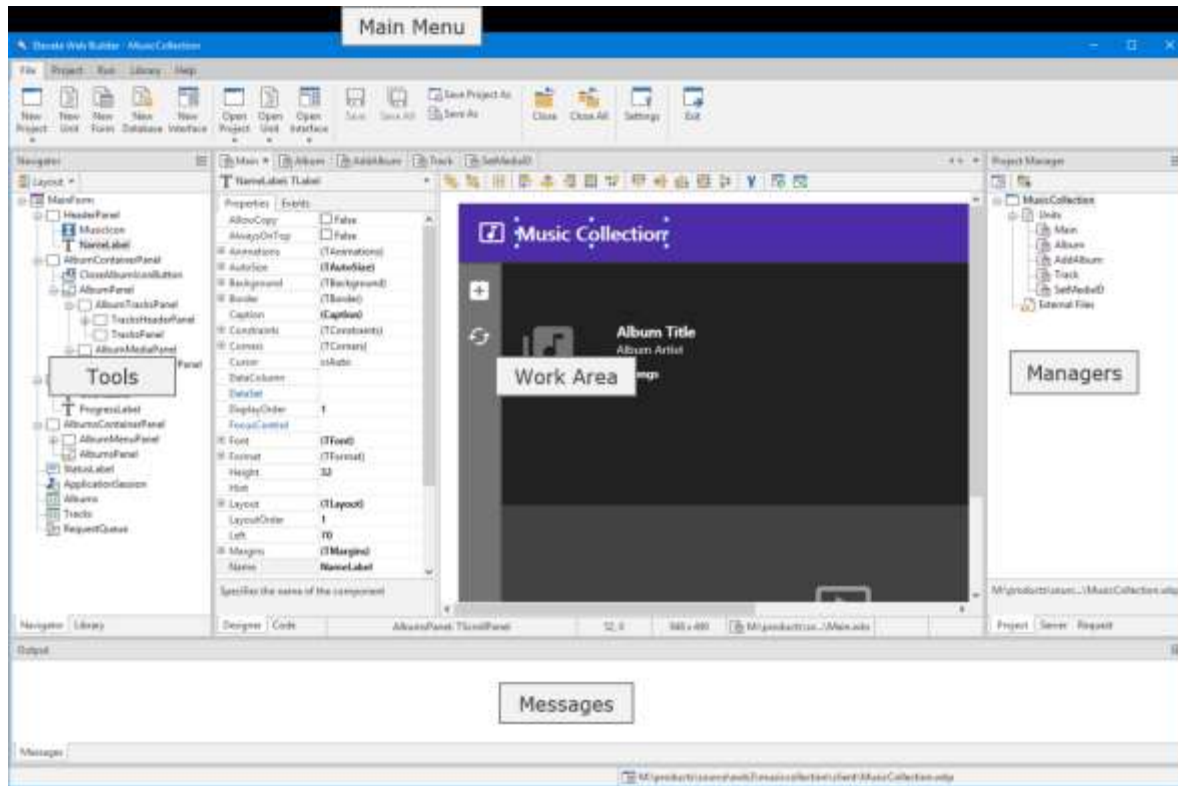 Main Menu
Elevate Web Builder - MusicCollection
File Project Run Library Help
New Project
New Unit
New Form
New Database
New Interface
Open Project
Open Unit
Open Interface
Save
Save All
Save Project As
Save As
Close
Close All
Settings
Exit
Navigator
Layout
MainForm
HeaderPanel
MusicIcon
NameLabel
AlbumContainerPanel
CloseAlbumIconButton
AlbumPanel
AlbumTracksPanel
TracksHeaderPanel
TracksPanel
AlbumMediaPanel
Panel
Tools
ProgressLabel
AlbumsContainerPanel
AlbumMenuPanel
AlbumsPanel
StatusLabel
ApplicationSession
Albums
Tracks
RequestQueue
Navigator Library
Main Album AddAlbum Track SetMediaID
NameLabel: TLabel
Properties Events
AllowCopy False
AlwaysOnTop False
Animations (TAnimations)
AutoSize (TAutoSize)
Background (TBackground)
Border (TBorder)
Caption (Caption)
Constraints (TConstraints)
Corners (TCorners)
Cursor crAuto
DataColumn
DataSet
DisplayOrder 1
FocusControl
Font (TFont)
Format (TFormat)
Height 32
Hint
Layout (TLayout)
LayoutOrder 1
Left 70
Margins (TMargins)
Name NameLabel
Specifies the name of the component
Designer Code
Music Collection
Album Title
Album Artist
Work Area
AlbumsPanel: TScrollPanel
Project Manager
MusicCollection
Units
Main
Album
AddAlbum
Track
SetMediaID
External Files
Managers
Project Server Request
Output
Messages
Messages